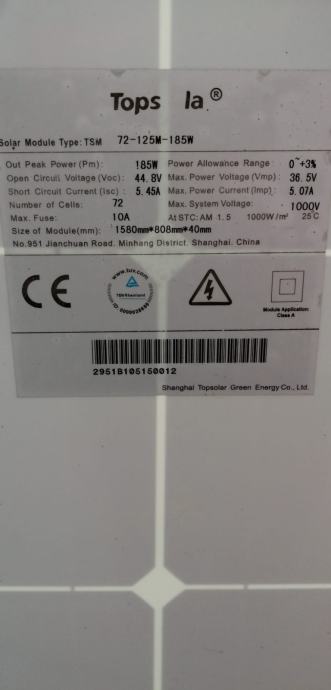 Tops la®
Solar Module Type: TSM 72-125M-185W
Out Peak Power (Pm) : 185W Power Allowance Range : 0~+3%
Open Circuit Voltage (Voc) : 44.8V Max. Power Voltage (Vmp) : 36.5V
Short Circuit Current (Isc) : 5.45A Max. Power Current (Imp) : 5.07A
Number of Cells: 72 Max. System Voltage: 1000V
Max. Fuse: 10A At STC: AM 1.5 1000W/m² 25℃
Size of Module(mm): 1580mm*808mm*40mm
No.951 Jianchuan Road, Minhang District, Shanghai, China
CE
www.tuv.com
TÜVRheinland
Module Application:
Class A
2951B105150012
Shanghai Topsolar Green Energy Co., Ltd.